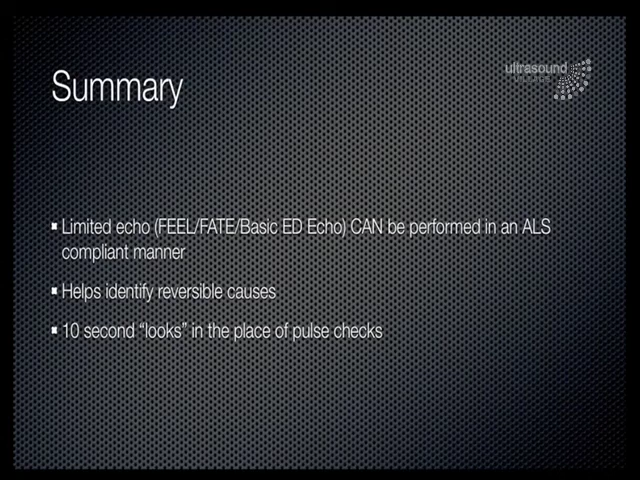 Summary
ultrasound
Limited echo (FEEL/FATE/Basic ED Echo) CAN be performed in an ALS
compliant manner
Helps identify reversible causes
10 second “looks” in the place of pulse checks